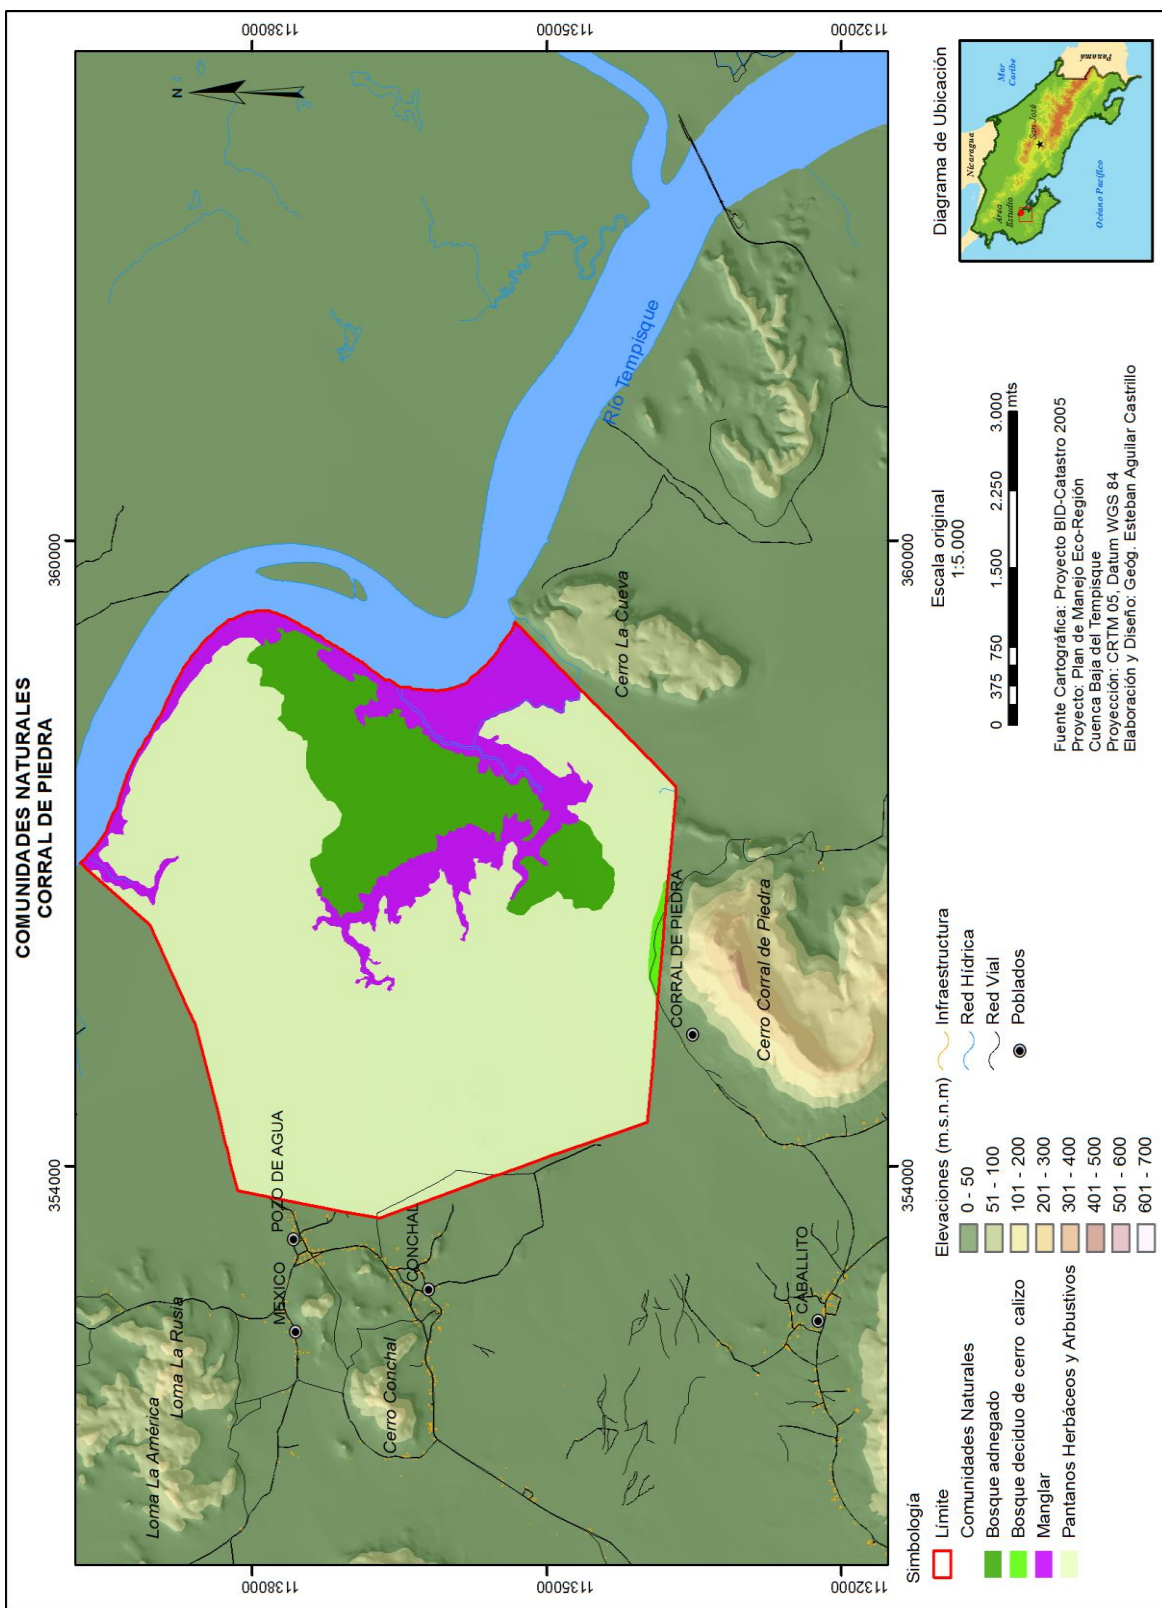 COMUNIDADES NATURALES
CORRAL DE PIEDRA
354000
360000
1138000
1138000
1135000
1135000
1132000
1132000
354000
360000
N
Loma La América
Loma La Rusia
MEXICO
POZO DE AGUA
Cerro Conchal
CONCHAL
CABALLITO
CORRAL DE PIEDRA
Cerro Corral de Piedra
Cerro La Cueva
Río Tempisque
Simbología
Límite
Comunidades Naturales
Bosque adnegado
Bosque deciduo de cerro calizo
Manglar
Pantanos Herbáceos y Arbustivos
Elevaciones (m.s.n.m)
0 - 50
51 - 100
101 - 200
201 - 300
301 - 400
401 - 500
501 - 600
601 - 700
Infraestructura
Red Hídrica
Red Vial
Poblados
Escala original
1:5.000
0 375 750 1.500 2.250 3.000
mts
Fuente Cartográfica: Proyecto BID-Catastro 2005
Proyecto: Plan de Manejo Eco-Región
Cuenca Baja del Tempisque
Proyección: CRTM 05, Datum WGS 84
Elaboración y Diseño: Geóg. Esteban Aguilar Castrillo
Diagrama de Ubicación
Nicaragua
Mar
Caribe
Area
Estudio
San José
Panamá
Océano Pacífico